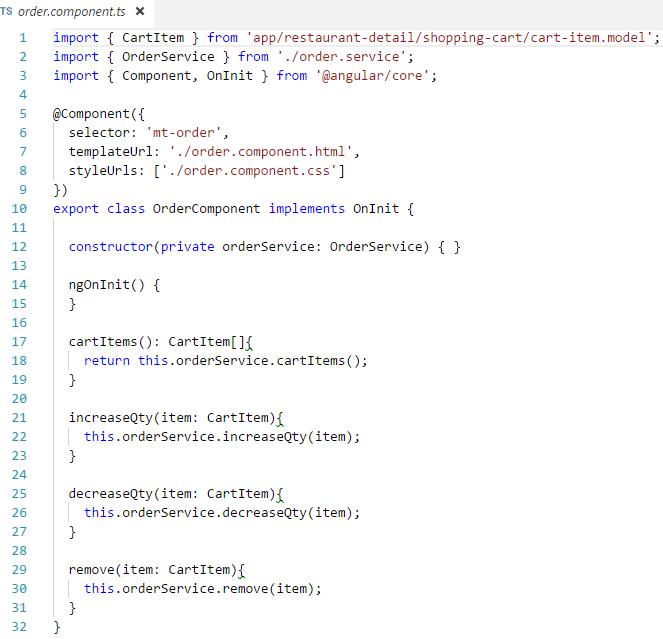 TS order.component.ts ×
1 import { CartItem } from 'app/restaurant-detail/shopping-cart/cart-item.model';
2 import { OrderService } from './order.service';
3 import { Component, OnInit } from '@angular/core';
4
5 @Component({
6   selector: 'mt-order',
7   templateUrl: './order.component.html',
8   styleUrls: ['./order.component.css']
9 })
10 export class OrderComponent implements OnInit {
11
12   constructor(private orderService: OrderService) { }
13
14   ngOnInit() {
15   }
16
17   cartItems(): CartItem[]{
18     return this.orderService.cartItems();
19   }
20
21   increaseQty(item: CartItem){
22     this.orderService.increaseQty(item);
23   }
24
25   decreaseQty(item: CartItem){
26     this.orderService.decreaseQty(item);
27   }
28
29   remove(item: CartItem){
30     this.orderService.remove(item);
31   }
32 }